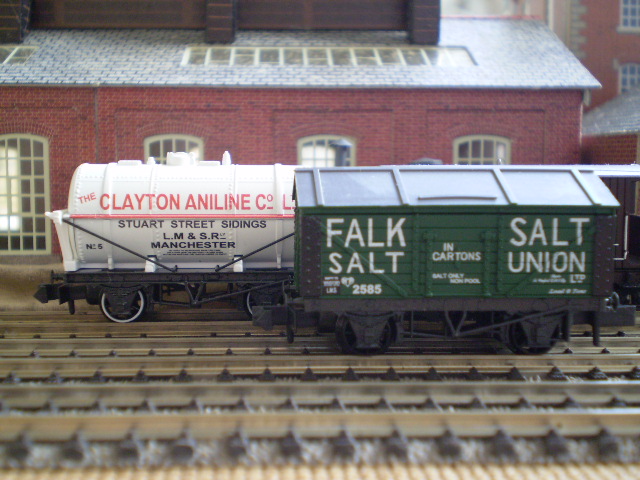 THE CLAYTON ANILINE Co L
STUART STREET SIDINGS
L.M & S.RLY
No 5 MANCHESTER
FALK SALT
SALT UNION
LTD
IN
CARTONS
SALT ONLY
NON POOL
2585